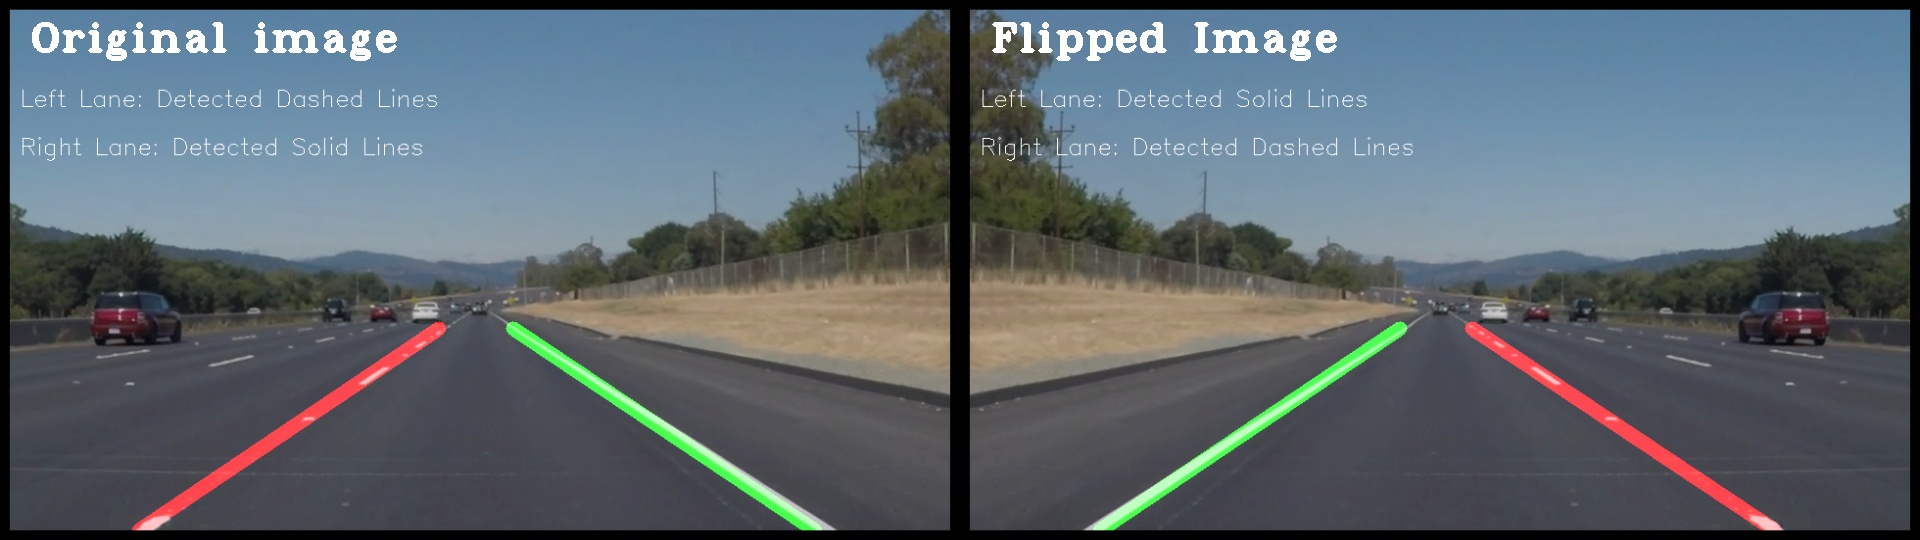 Original image
Left Lane: Detected Dashed Lines
Right Lane: Detected Solid Lines
Flipped Image
Left Lane: Detected Solid Lines
Right Lane: Detected Dashed Lines